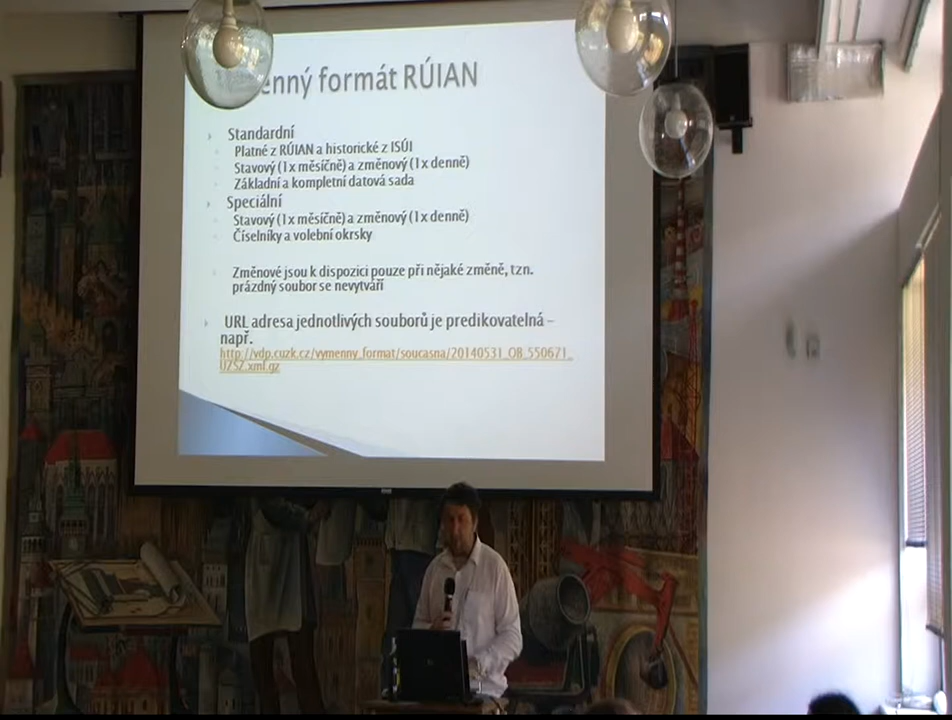 enný formát RÚIAN
Standardní
Platné z RÚIAN a historické z ISÚI
Stavový (1x měsíčně) a změnový (1x denně)
Základní a kompletní datová sada
Speciální
Stavový (1x měsíčně) a změnový (1x denně)
Číselníky a volební okrsky
Změnové jsou k dispozici pouze při nějaké změně, tzn.
prázdný soubor se nevytváří
URL adresa jednotlivých souborů je predikovatelná –
např.
http://vdp.cuzk.cz/vymenny_format/soucasna/20140531_OB_550671_
UZSZ.xml.gz